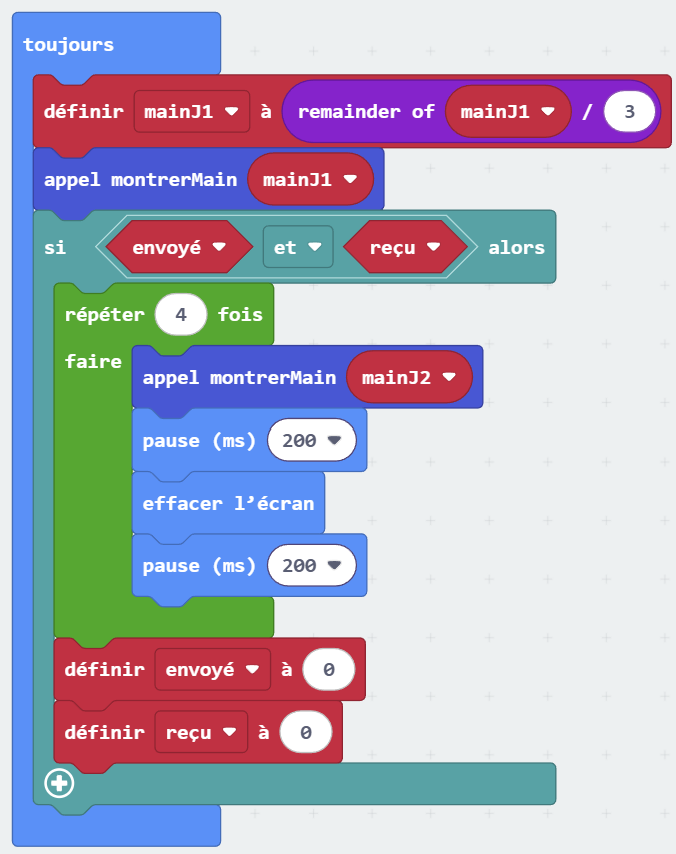 toujours
définir mainJ1 à remainder of mainJ1 / 3
appel montrerMain mainJ1
si envoyé et reçu alors
répéter 4 fois
faire
appel montrerMain mainJ2
pause (ms) 200
effacer l’écran
pause (ms) 200
définir envoyé à 0
définir reçu à 0